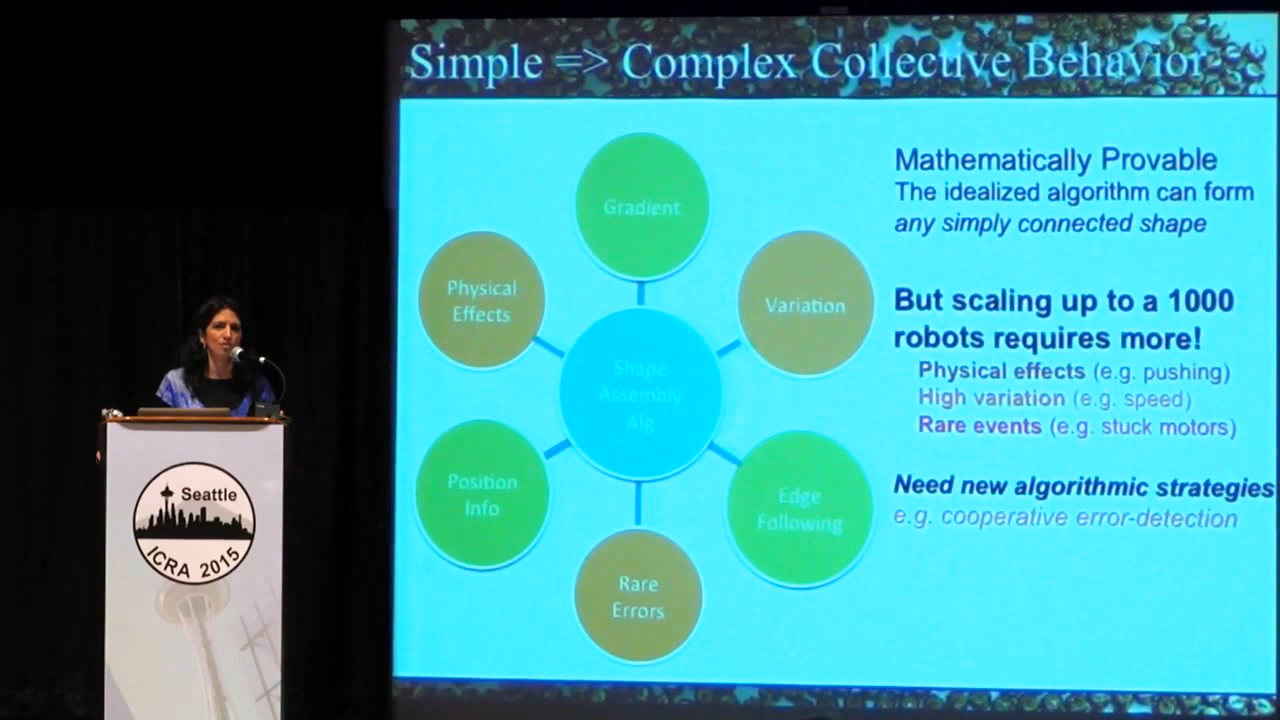 Simple => Complex Collective Behavior
Gradient
Physical
Effects
Variation
Shape
Assembly
Alg
Position
Info
Edge
Following
Rare
Errors
Mathematically Provable
The idealized algorithm can form
any simply connected shape
But scaling up to a 1000
robots requires more!
Physical effects (e.g. pushing)
High variation (e.g. speed)
Rare events (e.g. stuck motors)
Need new algorithmic strategies
e.g. cooperative error-detection
Seattle
ICRA 2015